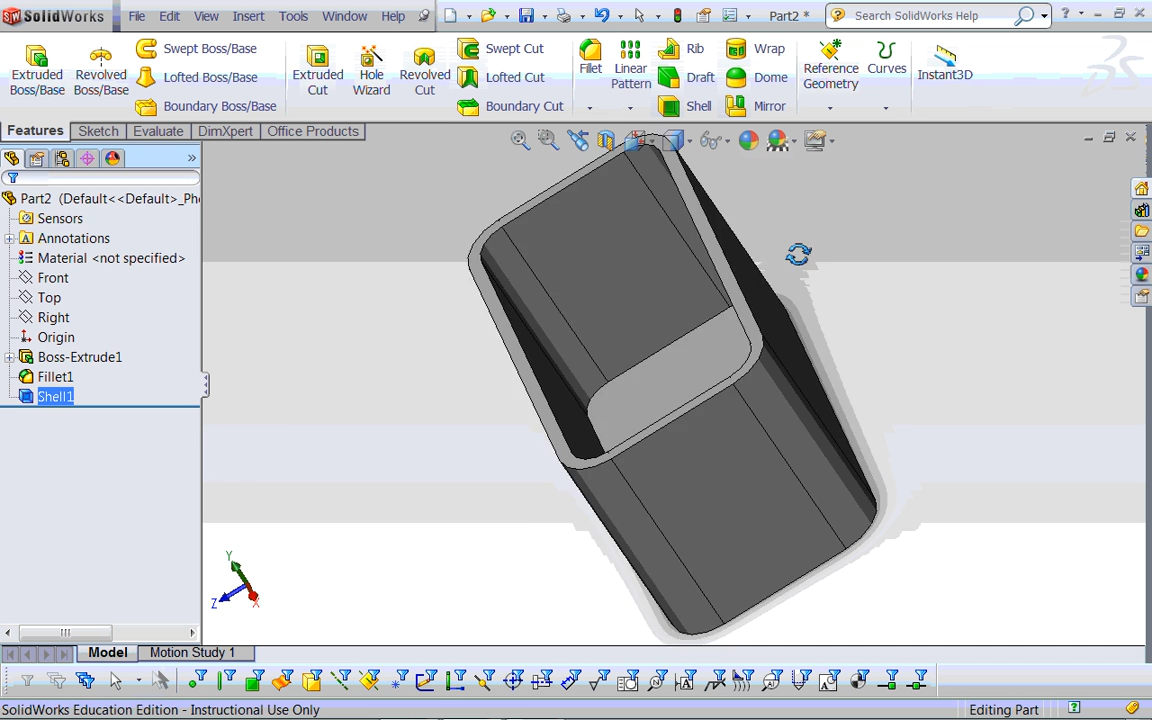 SolidWorks File Edit View Insert Tools Window Help Part2 * Search SolidWorks Help
Extruded Boss/Base
Revolved Boss/Base
Swept Boss/Base
Lofted Boss/Base
Boundary Boss/Base
Extruded Cut
Hole Wizard
Revolved Cut
Swept Cut
Lofted Cut
Boundary Cut
Fillet
Linear Pattern
Rib
Draft
Shell
Wrap
Dome
Mirror
Reference Geometry
Curves
Instant3D
Features Sketch Evaluate DimXpert Office Products
Part2 (Default<<Default>_Ph
Sensors
Annotations
Material <not specified>
Front
Top
Right
Origin
Boss-Extrude1
Fillet1
Shell1
Y
Z
X
Model Motion Study 1
SolidWorks Education Edition - Instructional Use Only Editing Part